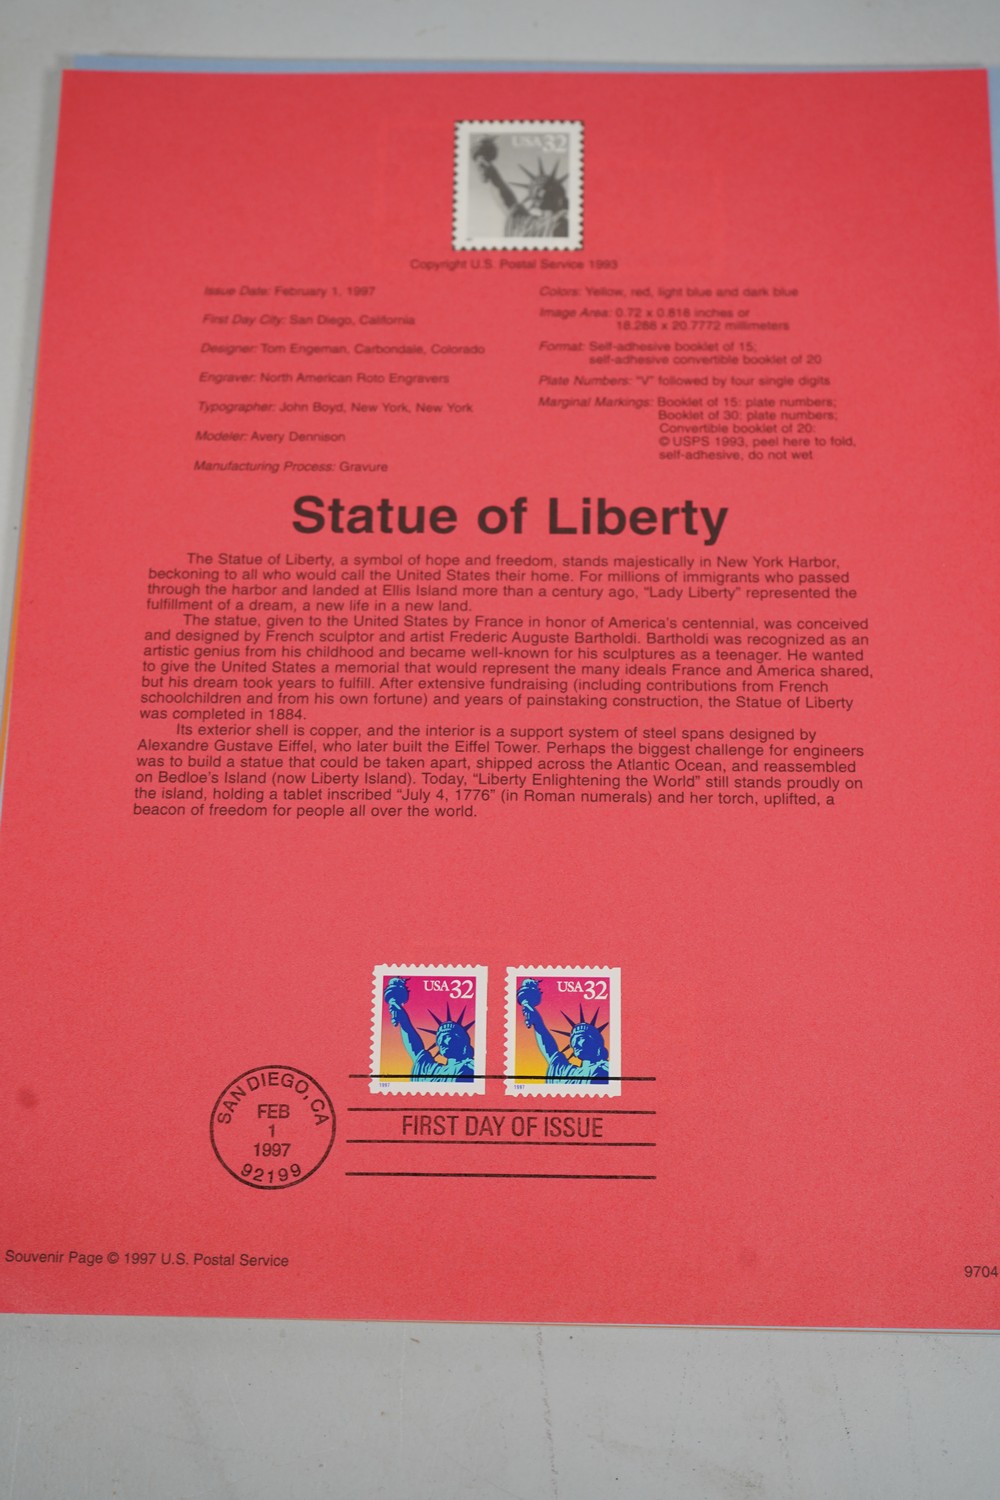 USA 32
Copyright U.S. Postal Service 1993
Issue Date: February 1, 1997
First Day City: San Diego, California
Designer: Tom Engeman, Carbondale, Colorado
Engraver: North American Roto Engravers
Typographer: John Boyd, New York, New York
Modeler: Avery Dennison
Manufacturing Process: Gravure
Colors: Yellow, red, light blue and dark blue
Image Area: 0.72 x 0.818 inches or
18.288 x 20.7772 millimeters
Format: Self-adhesive booklet of 15;
self-adhesive convertible booklet of 20
Plate Numbers: "V" followed by four single digits
Marginal Markings: Booklet of 15: plate numbers;
Booklet of 30: plate numbers;
Convertible booklet of 20:
© USPS 1993, peel here to fold,
self-adhesive, do not wet
Statue of Liberty
The Statue of Liberty, a symbol of hope and freedom, stands majestically in New York Harbor,
beckoning to all who would call the United States their home. For millions of immigrants who passed
through the harbor and landed at Ellis Island more than a century ago, "Lady Liberty" represented the
fulfillment of a dream, a new life in a new land.
The statue, given to the United States by France in honor of America's centennial, was conceived
and designed by French sculptor and artist Frederic Auguste Bartholdi. Bartholdi was recognized as an
artistic genius from his childhood and became well-known for his sculptures as a teenager. He wanted
to give the United States a memorial that would represent the many ideals France and America shared,
but his dream took years to fulfill. After extensive fundraising (including contributions from French
schoolchildren and from his own fortune) and years of painstaking construction, the Statue of Liberty
was completed in 1884.
Its exterior shell is copper, and the interior is a support system of steel spans designed by
Alexandre Gustave Eiffel, who later built the Eiffel Tower. Perhaps the biggest challenge for engineers
was to build a statue that could be taken apart, shipped across the Atlantic Ocean, and reassembled
on Bedloe's Island (now Liberty Island). Today, "Liberty Enlightening the World" still stands proudly on
the island, holding a tablet inscribed "July 4, 1776" (in Roman numerals) and her torch, uplifted, a
beacon of freedom for people all over the world.
USA 32
1997
USA 32
1997
SAN DIEGO, CA
FEB
1
1997
92199
FIRST DAY OF ISSUE
Souvenir Page © 1997 U.S. Postal Service
9704